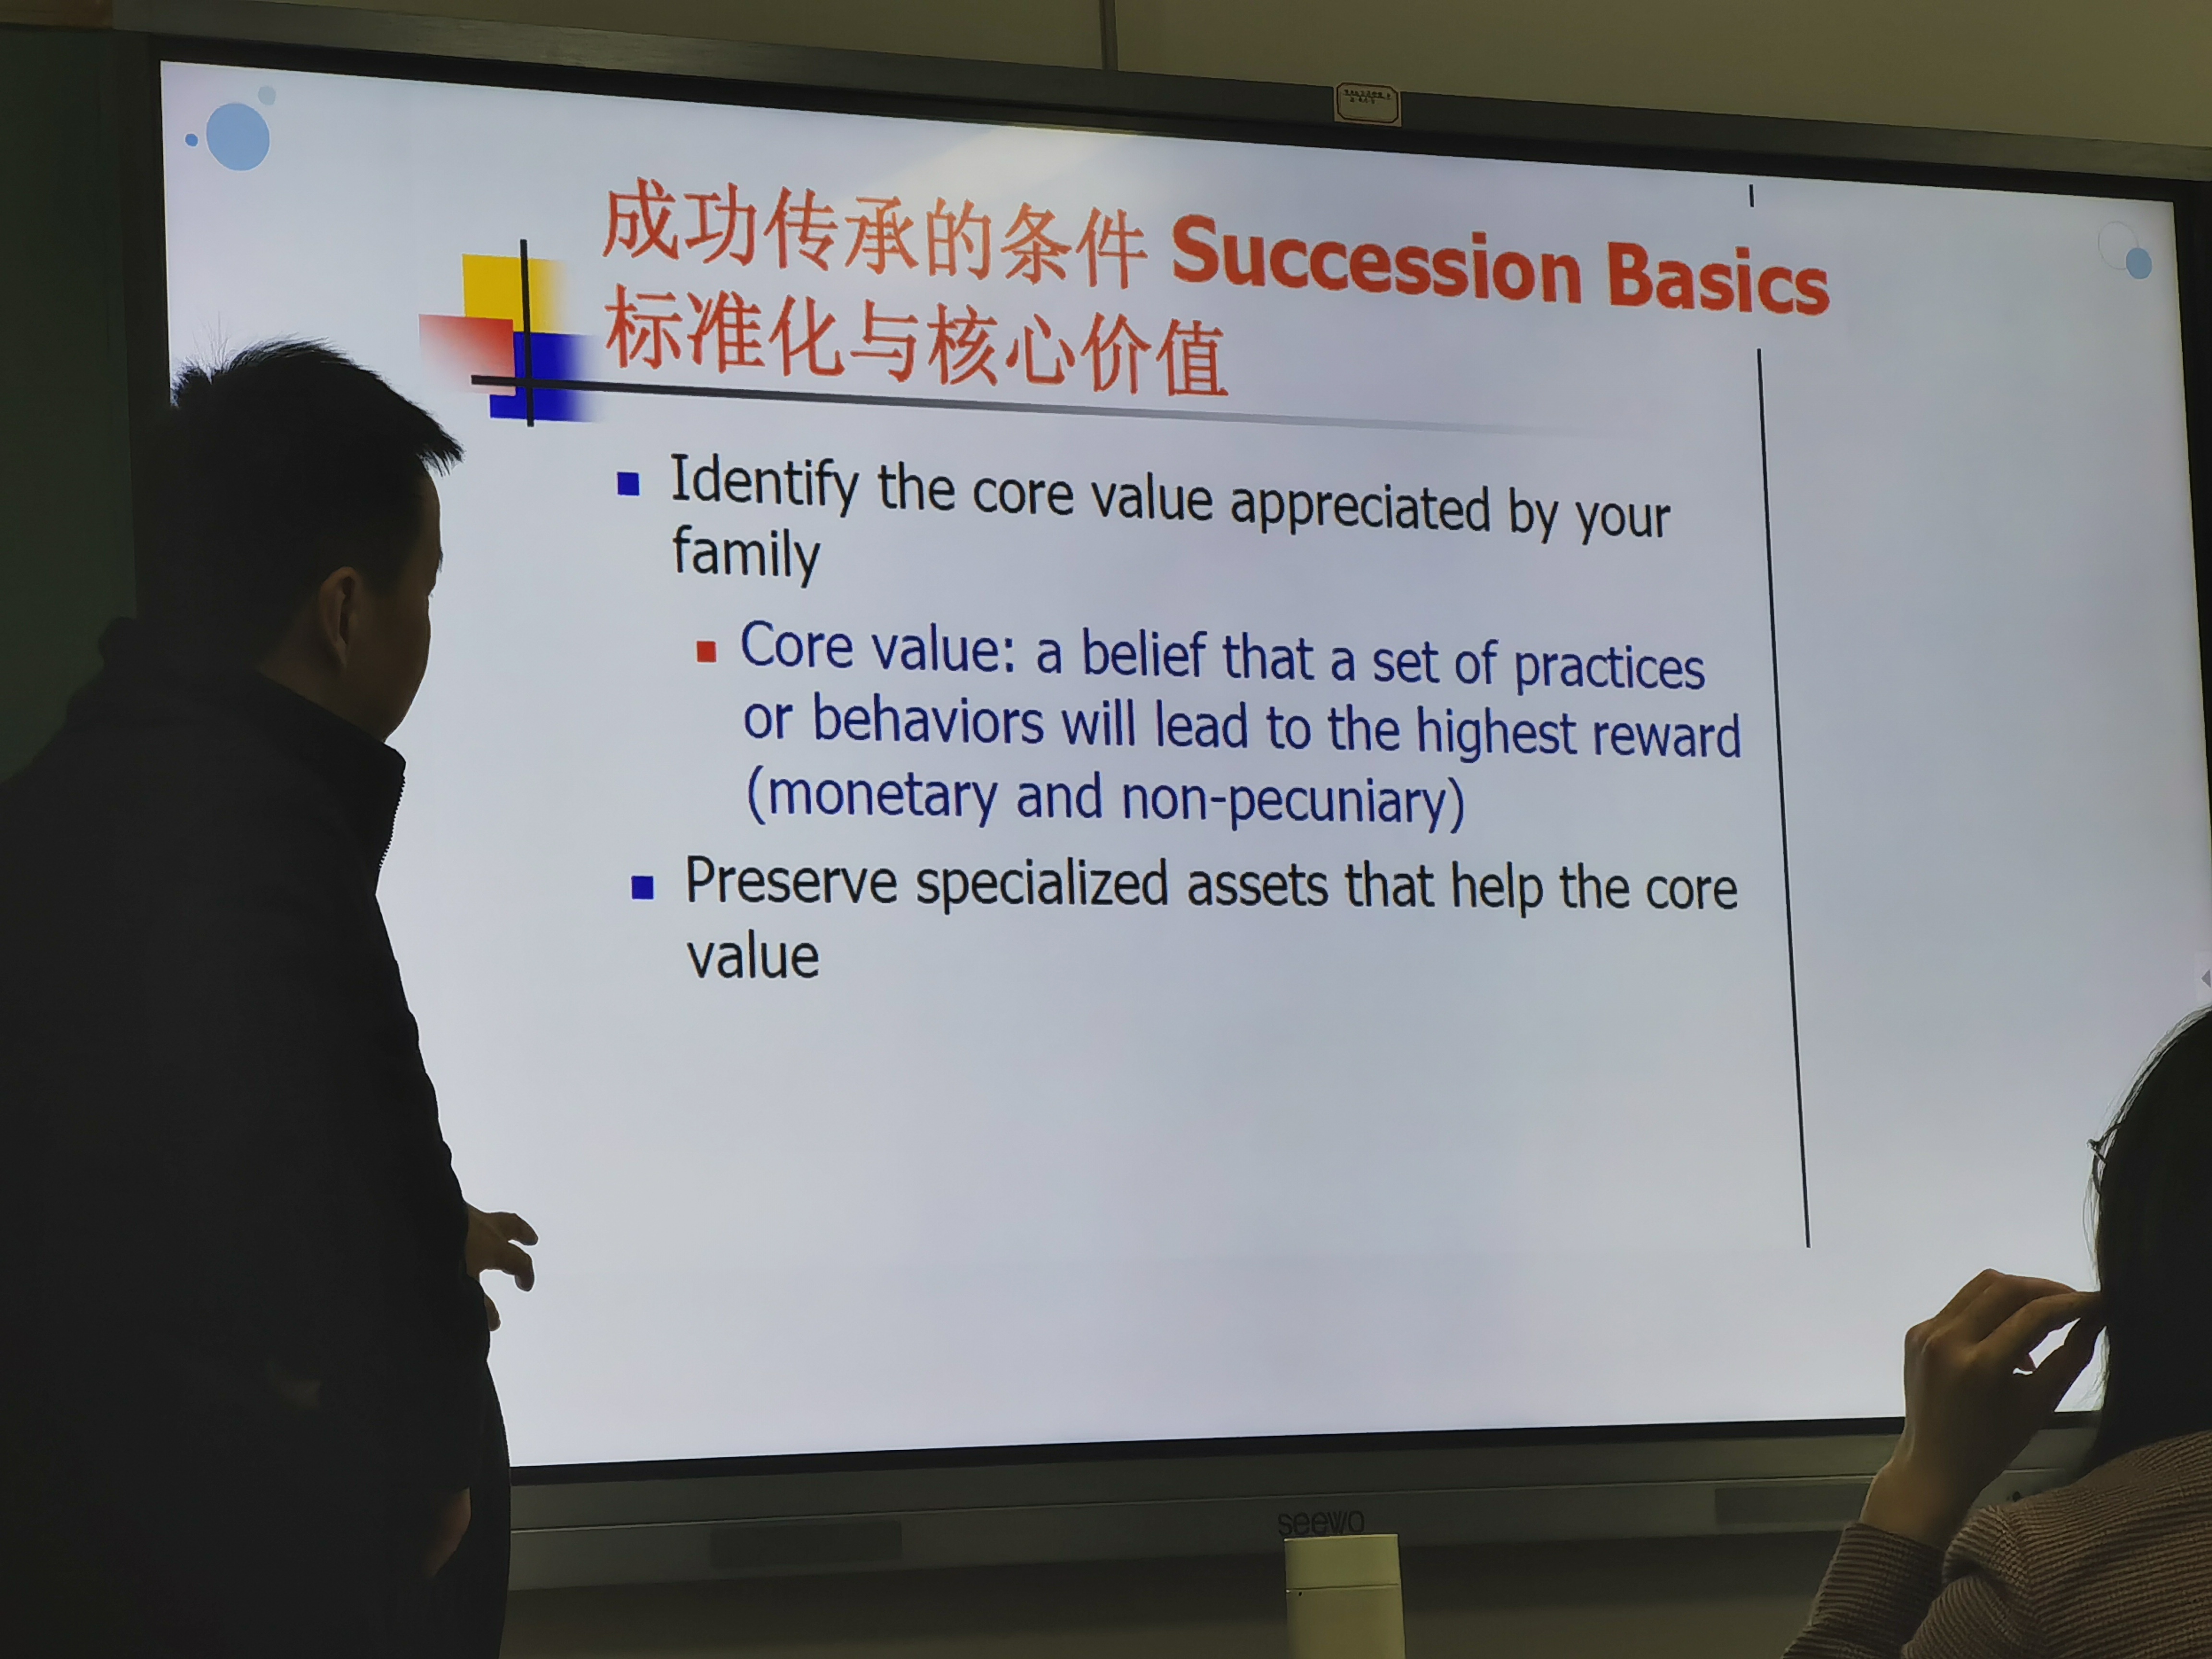 成功传承的条件 Succession Basics
标准化与核心价值
Identify the core value appreciated by your
family
Core value: a belief that a set of practices
or behaviors will lead to the highest reward
(monetary and non-pecuniary)
Preserve specialized assets that help the core
value
seewo